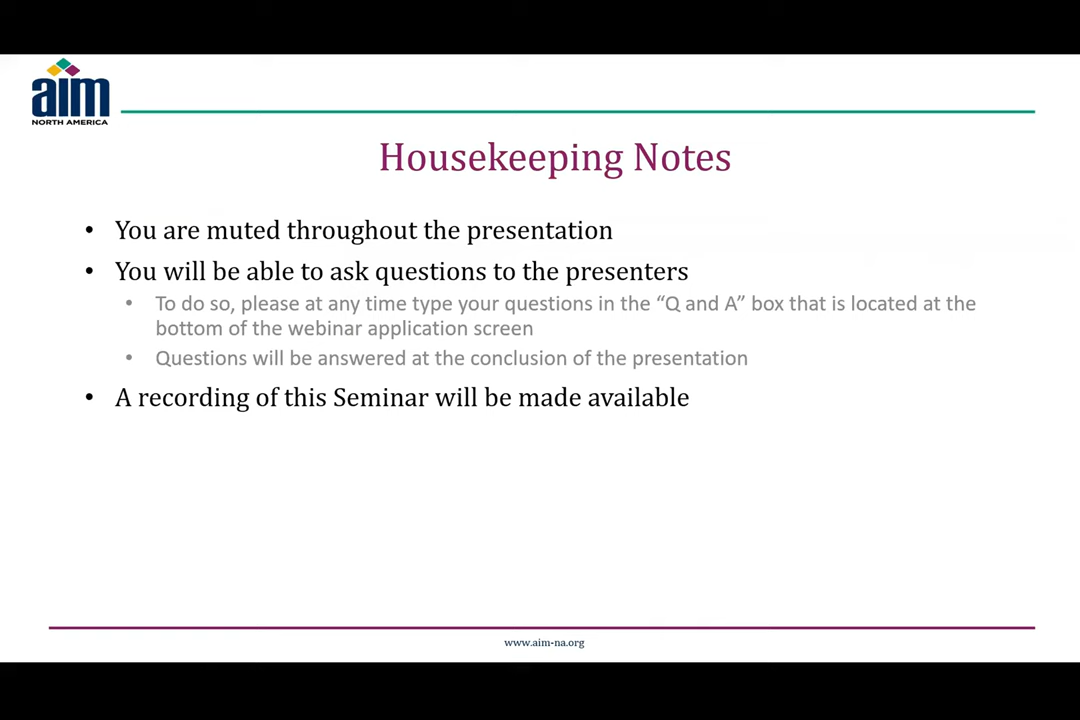 aim
NORTH AMERICA
Housekeeping Notes
• You are muted throughout the presentation
• You will be able to ask questions to the presenters
• To do so, please at any time type your questions in the “Q and A” box that is located at the
bottom of the webinar application screen
• Questions will be answered at the conclusion of the presentation
• A recording of this Seminar will be made available
www.aim-na.org